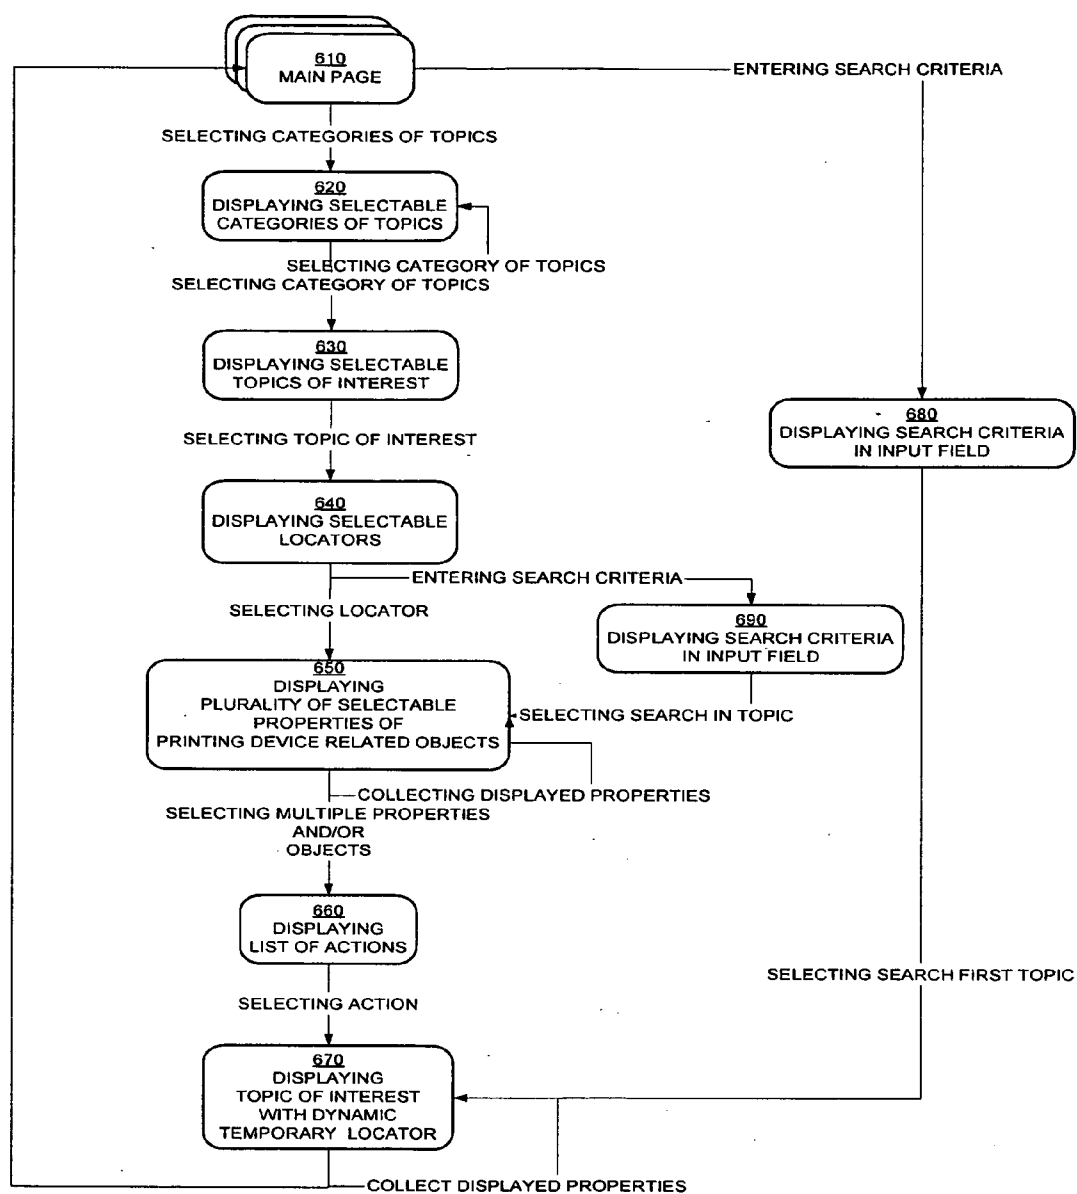 610
MAIN PAGE
ENTERING SEARCH CRITERIA
SELECTING CATEGORIES OF TOPICS
620
DISPLAYING SELECTABLE
CATEGORIES OF TOPICS
SELECTING CATEGORY OF TOPICS
SELECTING CATEGORY OF TOPICS
630
DISPLAYING SELECTABLE
TOPICS OF INTEREST
680
DISPLAYING SEARCH CRITERIA
IN INPUT FIELD
SELECTING TOPIC OF INTEREST
640
DISPLAYING SELECTABLE
LOCATORS
ENTERING SEARCH CRITERIA
SELECTING LOCATOR
690
DISPLAYING SEARCH CRITERIA
IN INPUT FIELD
650
DISPLAYING
PLURALITY OF SELECTABLE
PROPERTIES OF
PRINTING DEVICE RELATED OBJECTS
SELECTING SEARCH IN TOPIC
COLLECTING DISPLAYED PROPERTIES
SELECTING MULTIPLE PROPERTIES
AND/OR
OBJECTS
660
DISPLAYING
LIST OF ACTIONS
SELECTING SEARCH FIRST TOPIC
SELECTING ACTION
670
DISPLAYING
TOPIC OF INTEREST
WITH DYNAMIC
TEMPORARY LOCATOR
COLLECT DISPLAYED PROPERTIES